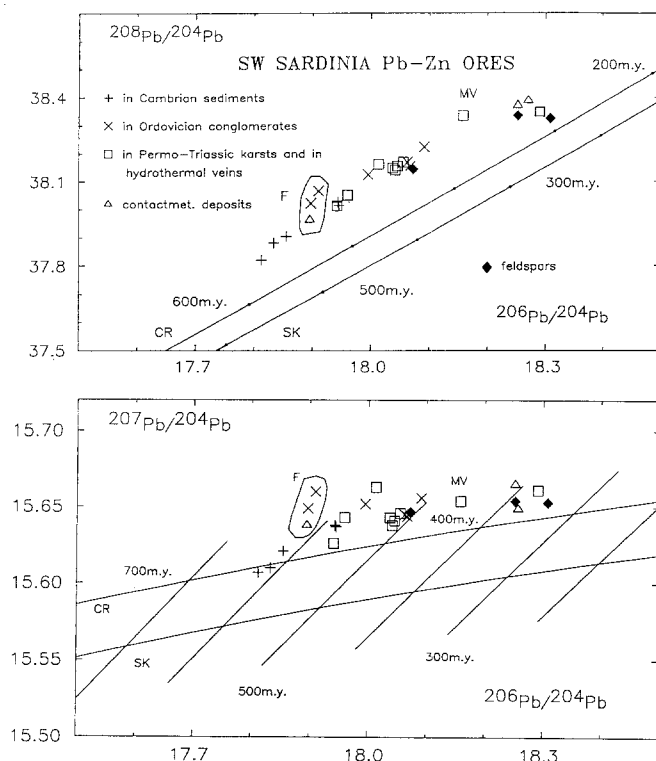 208Pb/204Pb
SW SARDINIA Pb-Zn ORES
200m.y.
38.4
+ in Cambrian sediments
MV
× in Ordovician conglomerates
□ in Permo-Triassic karsts and in
hydrothermal veins
300m.y.
38.1
F
△ contactmet. deposits
37.8
◆ feldspars
600m.y.
500m.y.
CR
SK
206Pb/204Pb
37.5
17.7 18.0 18.3
15.70
207Pb/204Pb
F
MV
15.65
400m.y.
700m.y.
15.60
CR
SK
15.55
300m.y.
500m.y.
206Pb/204Pb
15.50
17.7 18.0 18.3